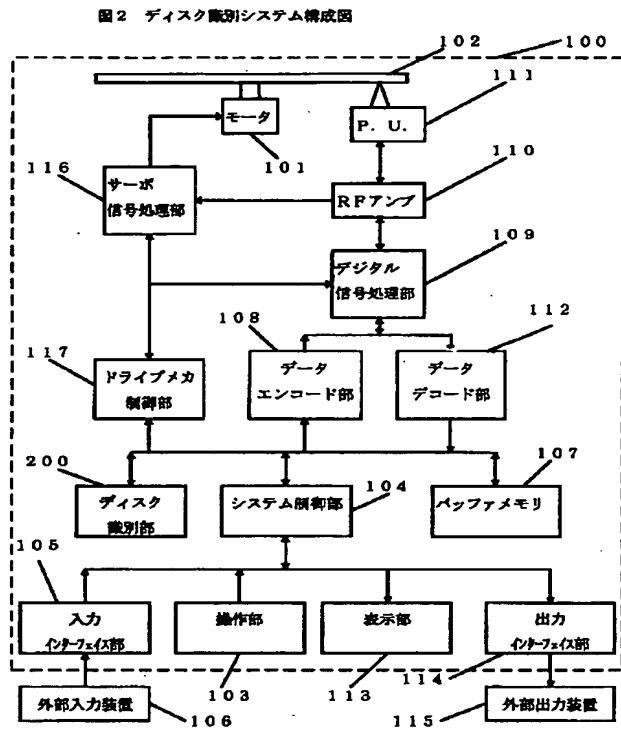 図2 ディスク識別システム構成図
102
100
111
モータ
P. U.
101
116
110
サーボ
信号処理部
RFアンプ
109
デジタル
信号処理部
108
112
117
ドライブメカ
制御部
データ
エンコード部
データ
デコード部
200
104
107
ディスク
識別部
システム制御部
バッファメモリ
105
入力
インターフェイス部
操作部
表示部
出力
インターフェイス部
103
113
114
外部入力装置
106
115
外部出力装置